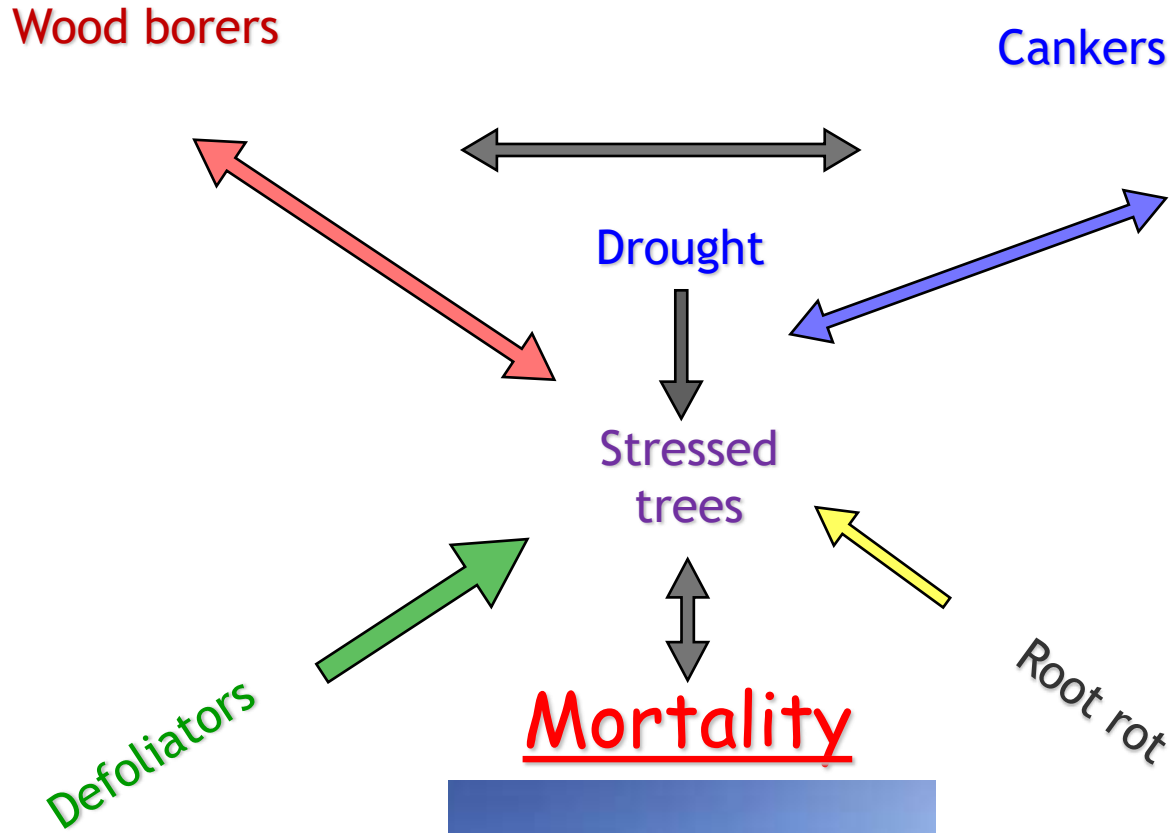 Wood borers
Cankers
Drought
Stressed
trees
Defoliators
Mortality
Root rot